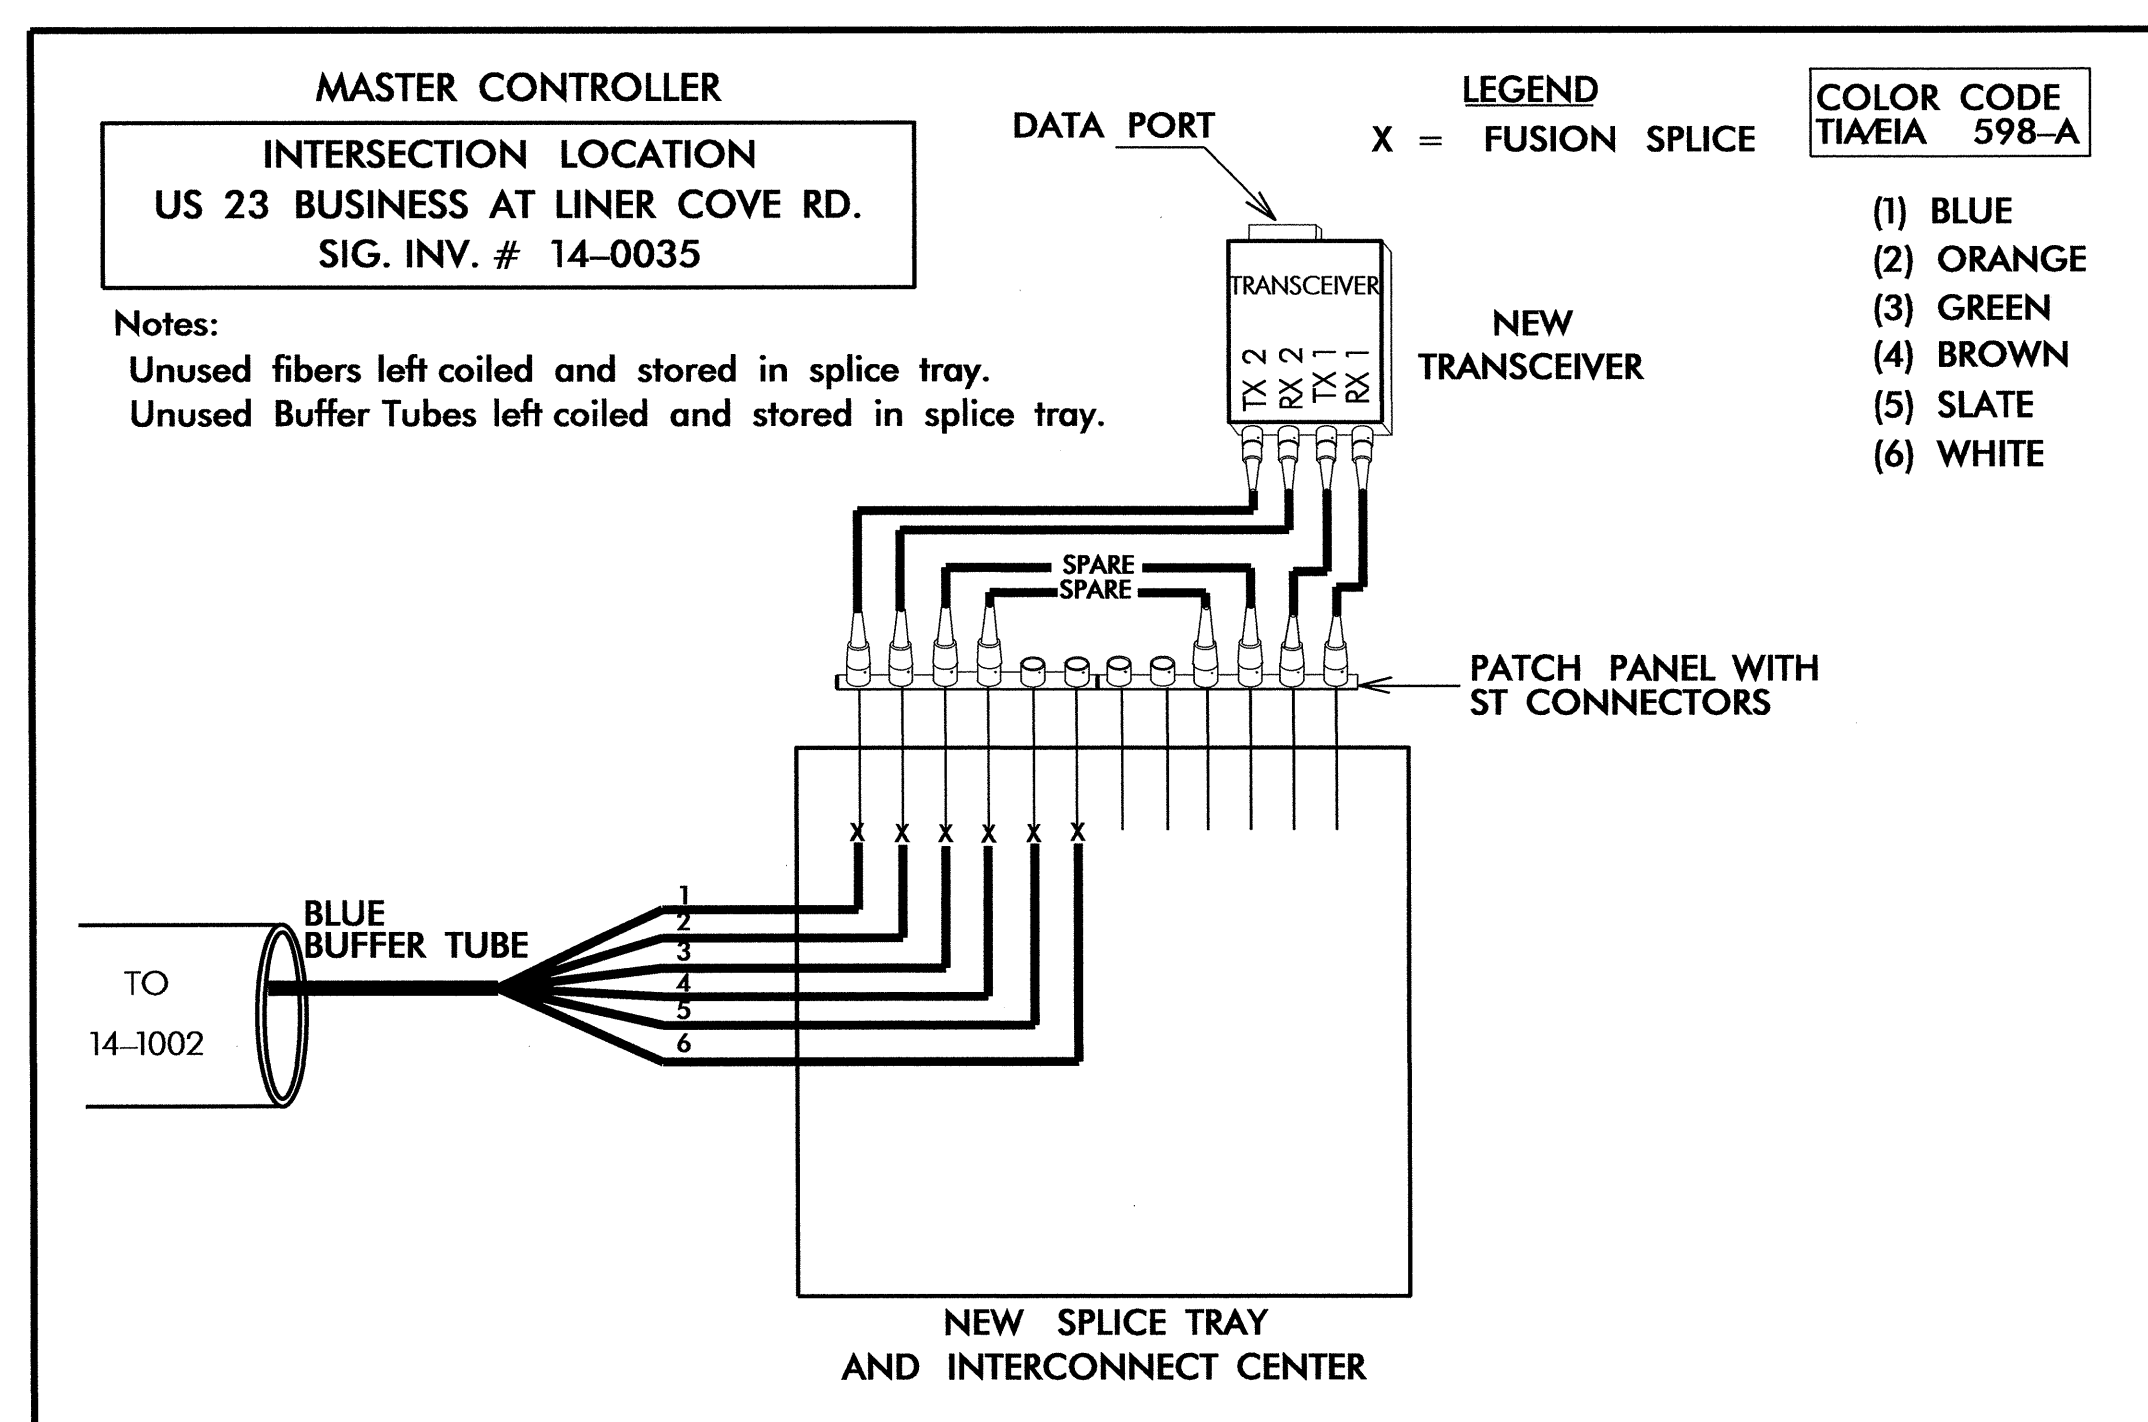 MASTER CONTROLLER
INTERSECTION LOCATION
US 23 BUSINESS AT LINER COVE RD.
SIG. INV. # 14-0035
Notes:
Unused fibers left coiled and stored in splice tray.
Unused Buffer Tubes left coiled and stored in splice tray.
DATA PORT
LEGEND
X = FUSION SPLICE
COLOR CODE
TIA/EIA 598-A
(1) BLUE
(2) ORANGE
(3) GREEN
(4) BROWN
(5) SLATE
(6) WHITE
TRANSCEIVER
TX 2
RX 2
TX 1
RX 1
NEW
TRANSCEIVER
SPARE
SPARE
PATCH PANEL WITH
ST CONNECTORS
X X X X X X
1
2
3
4
5
6
BLUE
BUFFER TUBE
TO
14-1002
NEW SPLICE TRAY
AND INTERCONNECT CENTER